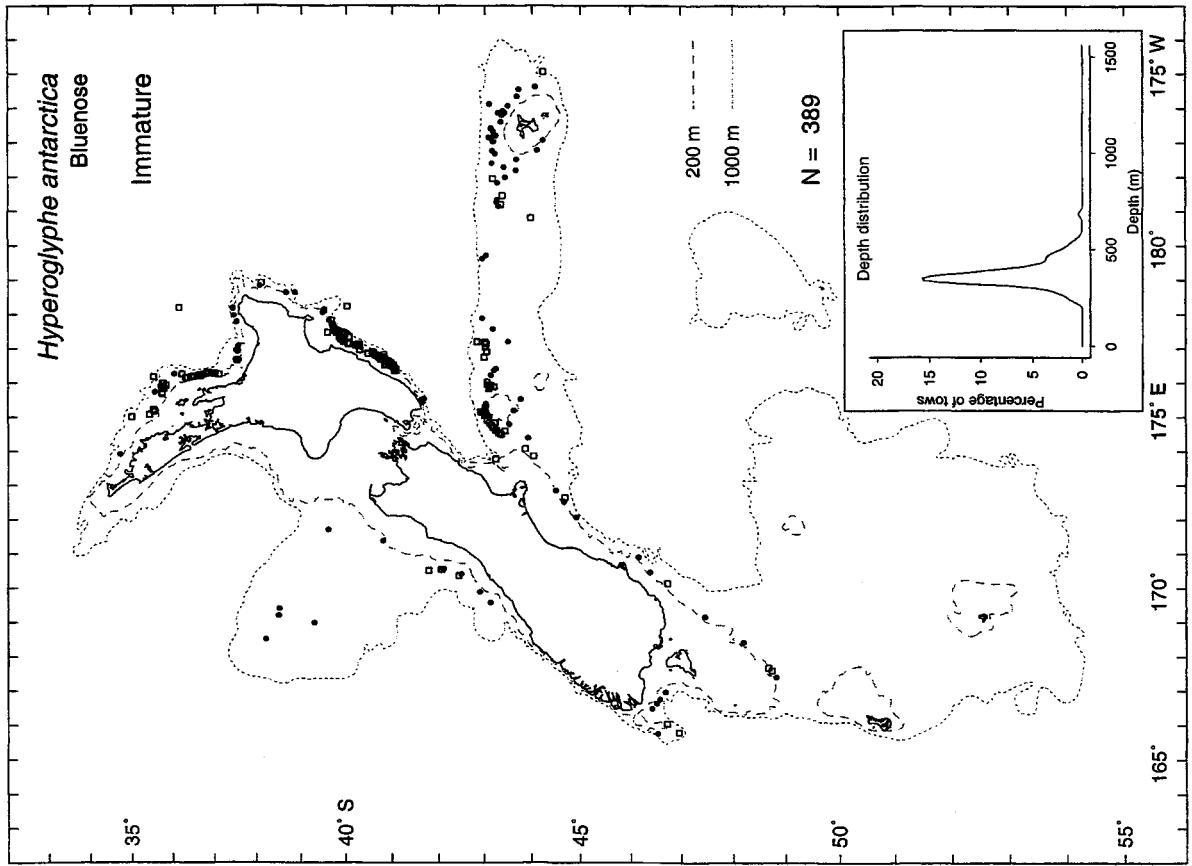 Hyperoglyphe antarctica
Bluenose
Immature
35°
40° S
45°
50°
55°
165°
170°
175° E
180°
175° W
200 m
1000 m
N = 389
Depth distribution
Percentage of tows
20
15
10
5
0
0
500
1000
1500
Depth (m)